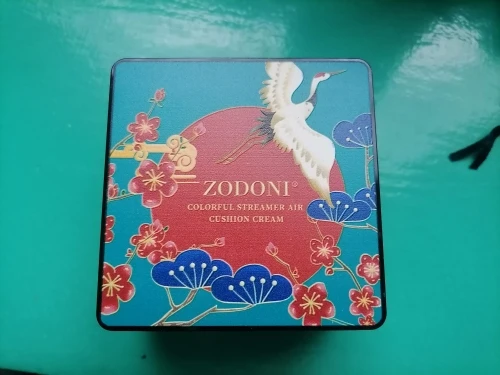 ZODONI®
COLORFUL STREAMER AIR
CUSHION CREAM